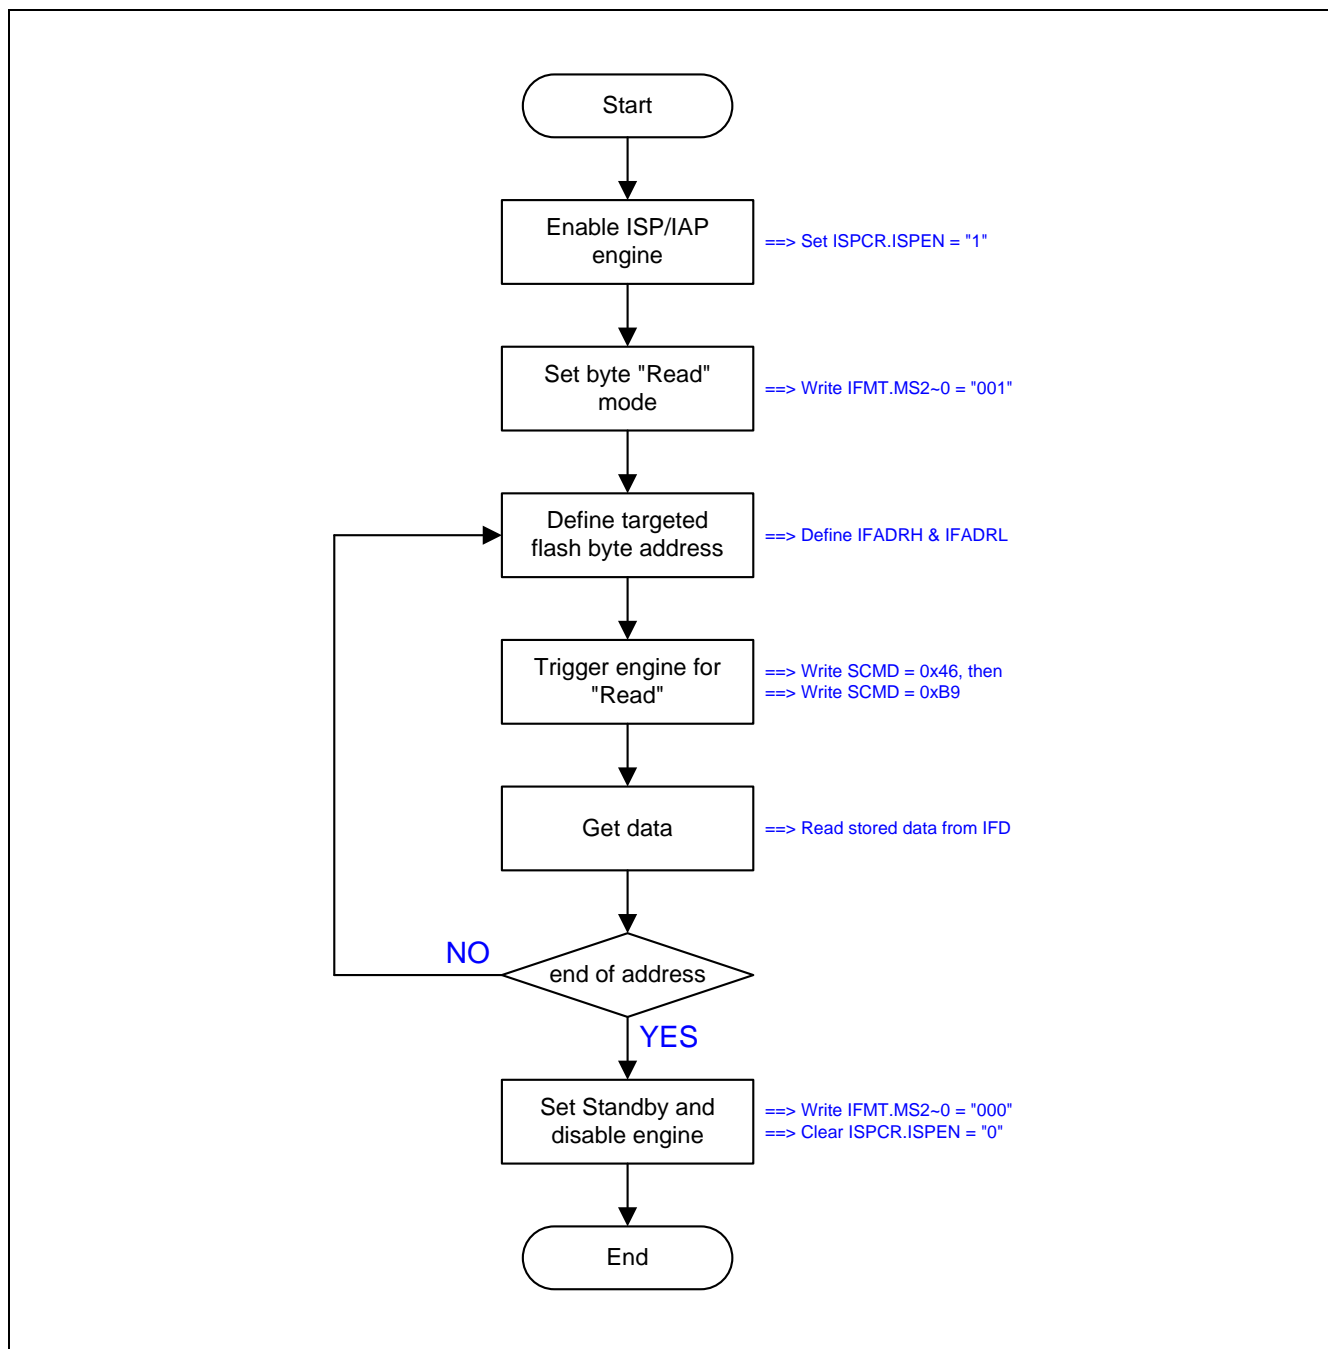 Start
Enable ISP/IAP
engine
==> Set ISPCR.ISPEN = "1"
Set byte "Read"
mode
==> Write IFMT.MS2~0 = "001"
Define targeted
flash byte address
==> Define IFADRH & IFADRL
Trigger engine for
"Read"
==> Write SCMD = 0x46, then
==> Write SCMD = 0xB9
Get data
==> Read stored data from IFD
end of address
NO
YES
Set Standby and
disable engine
==> Write IFMT.MS2~0 = "000"
==> Clear ISPCR.ISPEN = "0"
End